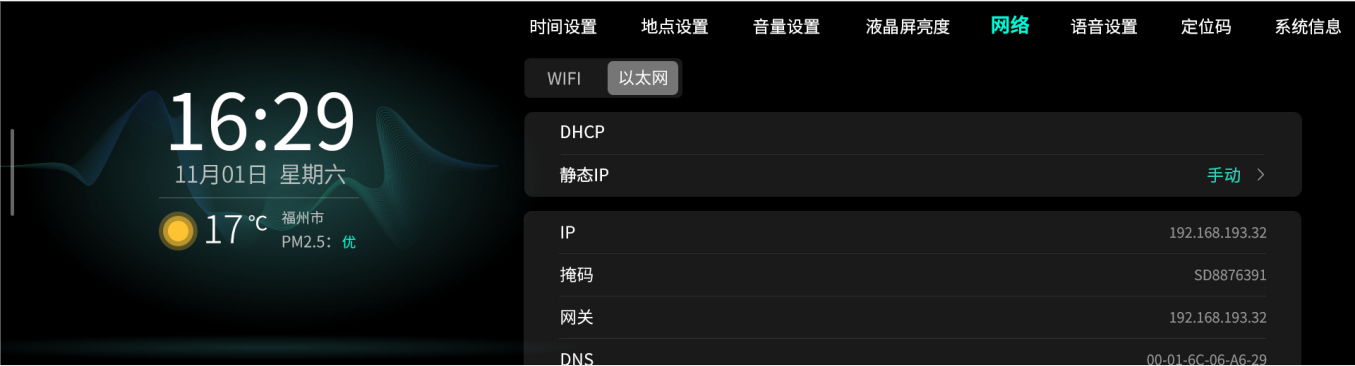 16:29
11月01日 星期六
17℃
福州市
PM2.5：优
时间设置 地点设置 音量设置 液晶屏亮度 网络 语音设置 定位码 系统信息
WIFI 以太网
DHCP
静态IP 手动
IP 192.168.193.32
掩码 SD8876391
网关 192.168.193.32
DNS 00-01-6C-06-A6-29